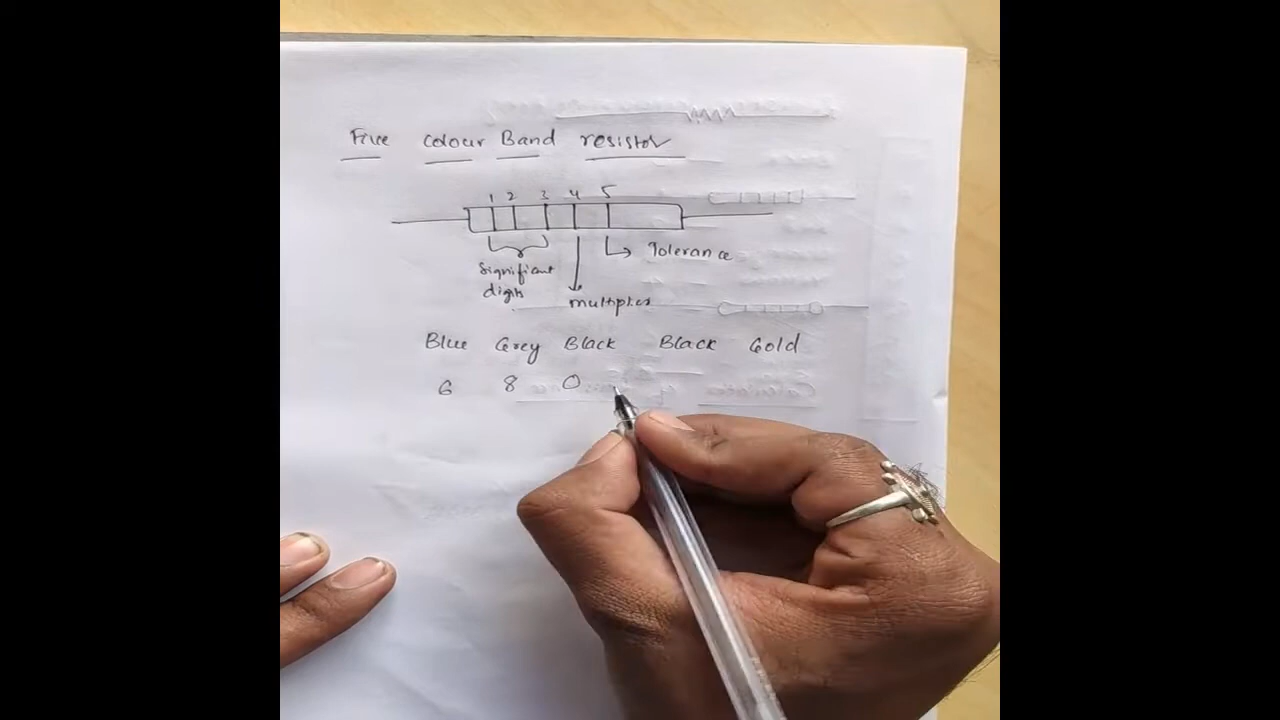 Five colour Band resistor
1 2 3 4 5
Tolerance
Significant
digits
multiplier
Blue Grey Black Black Gold
6 8 0